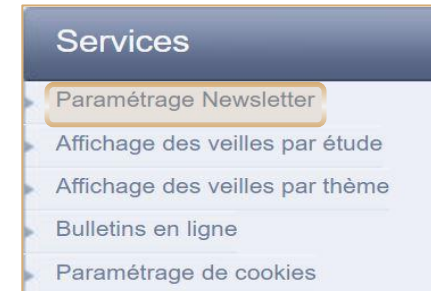 Services
Paramétrage Newsletter
Affichage des veilles par étude
Affichage des veilles par thème
Bulletins en ligne
Paramétrage de cookies